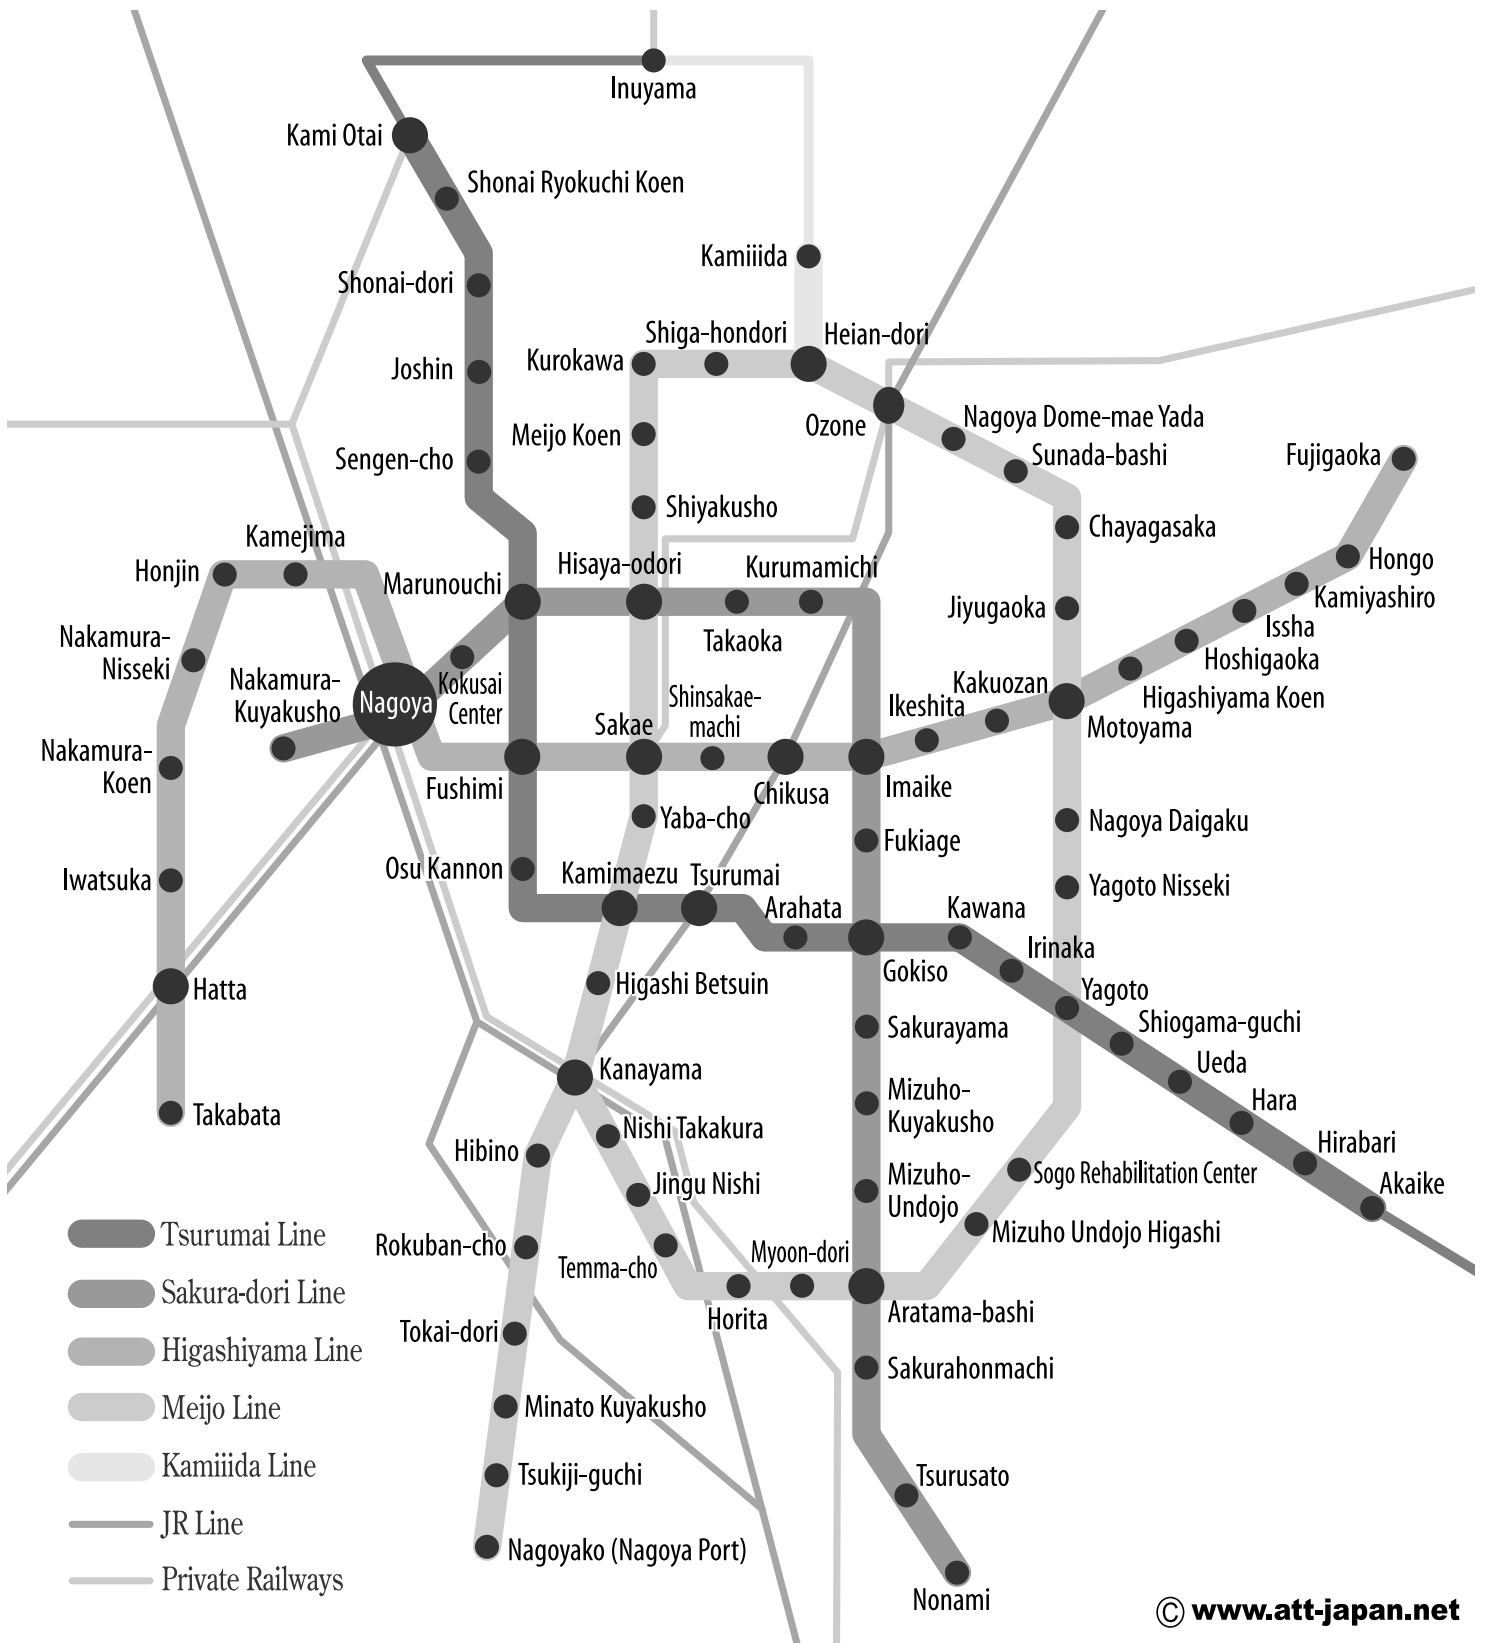 Inuyama
Kami Otai
Shonai Ryokuchi Koen
Kamiiida
Shonai-dori
Shiga-hondori
Heian-dori
Kurokawa
Joshin
Nagoya Dome-mae Yada
Ozone
Meijo Koen
Sunada-bashi
Fujigaoka
Sengen-cho
Shiyakusho
Chayagasaka
Kamejima
Hongo
Honjin
Hisaya-odori
Kurumamichi
Marunouchi
Kamiyashiro
Jiyugaoka
Issha
Nakamura-
Nisseki
Takaoka
Hoshigaoka
Nakamura-
Kuyakusho
Nagoya
Kokusai
Center
Shinsakae-
machi
Kakuozan
Higashiyama Koen
Ikeshita
Sakae
Motoyama
Nakamura-
Koen
Fushimi
Chikusa
Imaike
Yaba-cho
Nagoya Daigaku
Fukiage
Osu Kannon
Kamimaezu
Tsurumai
Iwatsuka
Yagoto Nisseki
Arahata
Kawana
Irinaka
Gokiso
Higashi Betsuin
Hatta
Yagoto
Shiogama-guchi
Sakurayama
Ueda
Kanayama
Mizuho-
Kuyakusho
Hara
Takabata
Nishi Takakura
Hirabari
Hibino
Sogo Rehabilitation Center
Akaike
Jingu Nishi
Mizuho-
Undojo
Tsurumai Line
Mizuho Undojo Higashi
Rokuban-cho
Myoon-dori
Temma-cho
Sakura-dori Line
Horita
Aratama-bashi
Tokai-dori
Higashiyama Line
Sakurahonmachi
Meijo Line
Minato Kuyakusho
Kamiiida Line
Tsukiji-guchi
Tsurusato
JR Line
Nagoyako (Nagoya Port)
Private Railways
Nonami
© www.att-japan.net